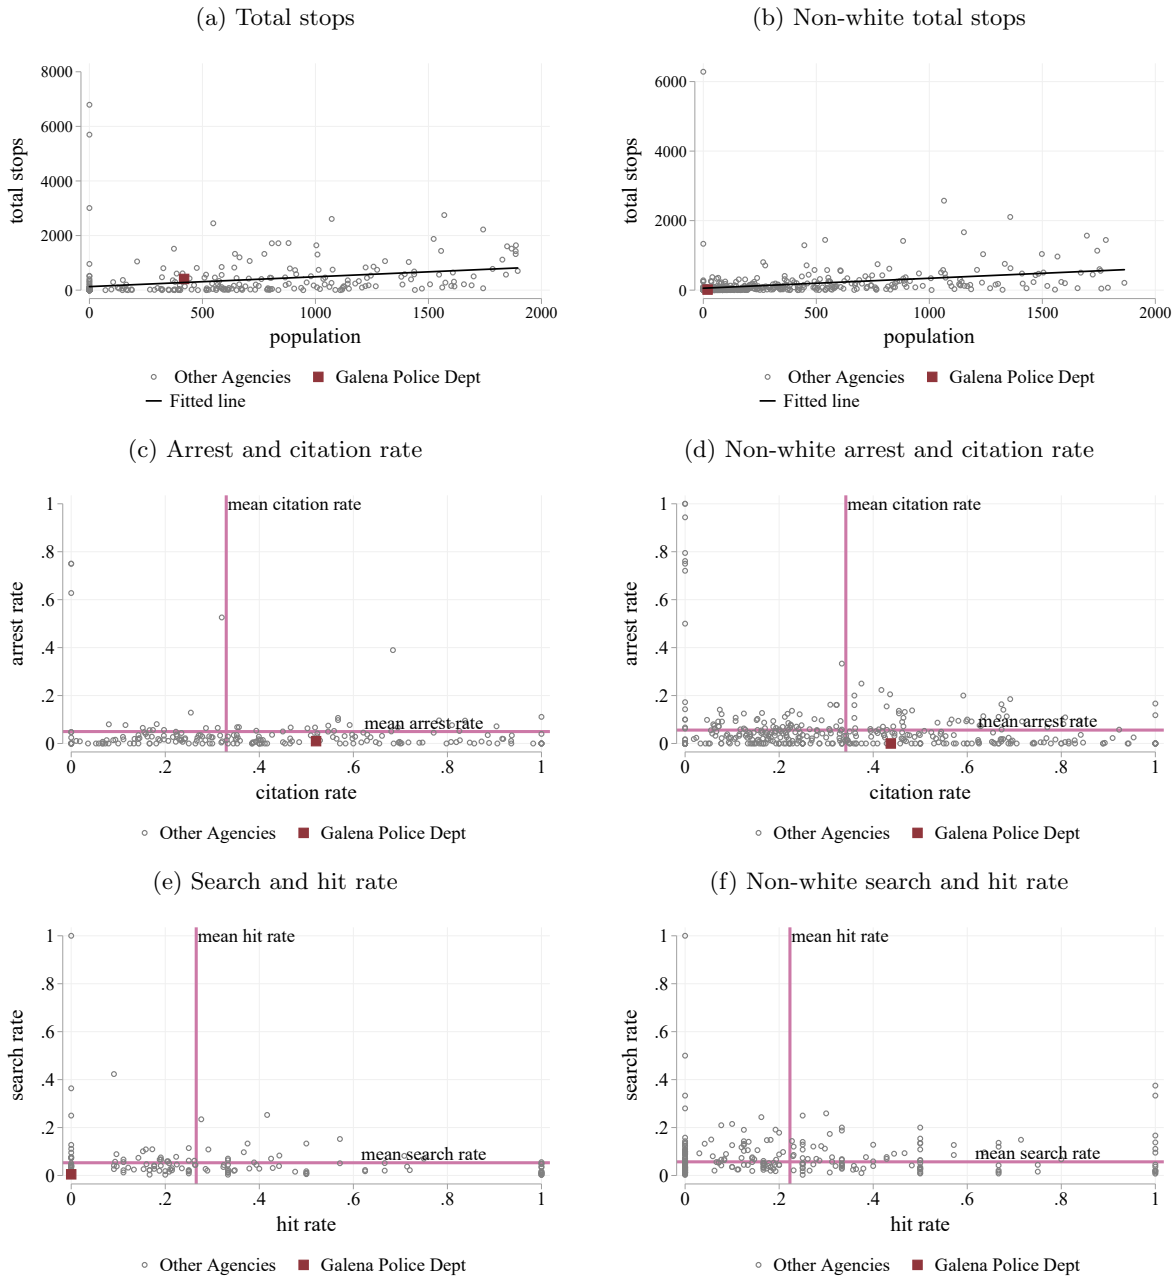 (a) Total stops
(b) Non-white total stops
total stops
8000
6000
4000
2000
0
0 500 1000 1500 2000
population
Other Agencies Galena Police Dept
Fitted line
total stops
6000
4000
2000
0
0 500 1000 1500 2000
population
Other Agencies Galena Police Dept
Fitted line
(c) Arrest and citation rate
(d) Non-white arrest and citation rate
arrest rate
1
.8
.6
.4
.2
0
mean citation rate
mean arrest rate
0 .2 .4 .6 .8 1
citation rate
Other Agencies Galena Police Dept
arrest rate
1
.8
.6
.4
.2
0
mean citation rate
mean arrest rate
0 .2 .4 .6 .8 1
citation rate
Other Agencies Galena Police Dept
(e) Search and hit rate
(f) Non-white search and hit rate
search rate
1
.8
.6
.4
.2
0
mean hit rate
mean search rate
0 .2 .4 .6 .8 1
hit rate
Other Agencies Galena Police Dept
search rate
1
.8
.6
.4
.2
0
mean hit rate
mean search rate
0 .2 .4 .6 .8 1
hit rate
Other Agencies Galena Police Dept